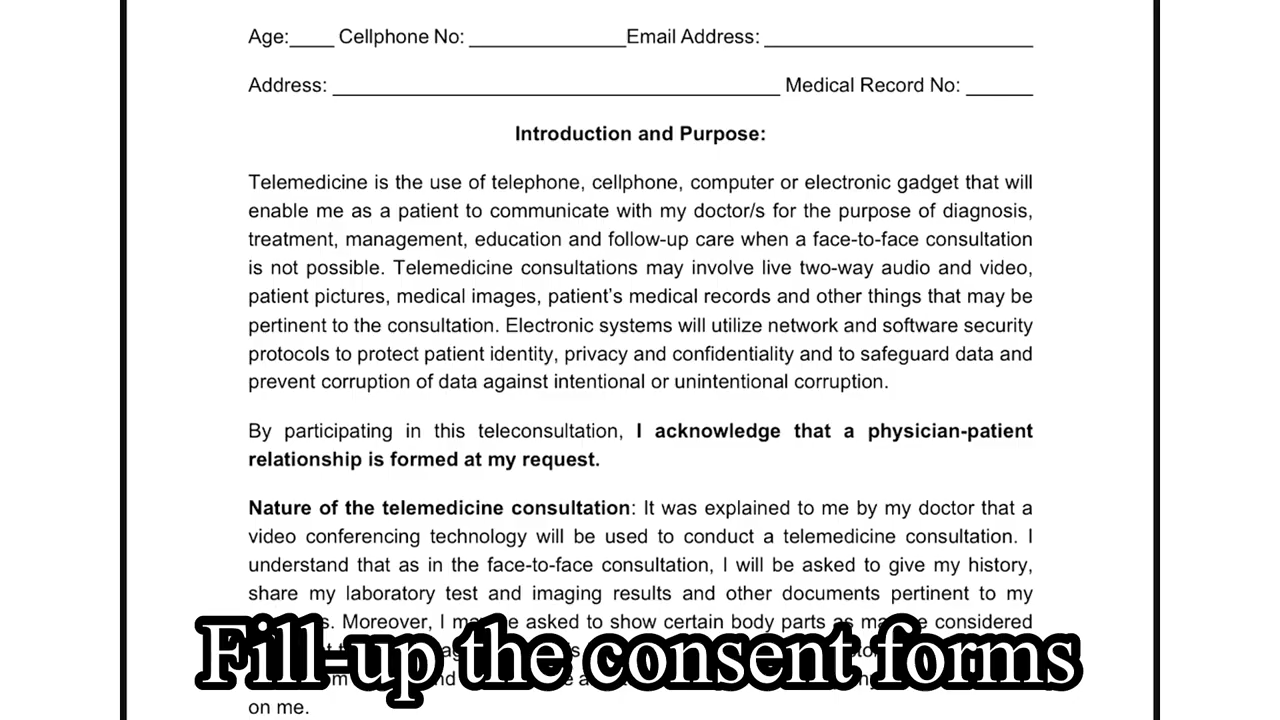 Age:____ Cellphone No: ______________Email Address: ________________________
Address: ________________________________________ Medical Record No: ______
Introduction and Purpose:
Telemedicine is the use of telephone, cellphone, computer or electronic gadget that will
enable me as a patient to communicate with my doctor/s for the purpose of diagnosis,
treatment, management, education and follow-up care when a face-to-face consultation
is not possible. Telemedicine consultations may involve live two-way audio and video,
patient pictures, medical images, patient’s medical records and other things that may be
pertinent to the consultation. Electronic systems will utilize network and software security
protocols to protect patient identity, privacy and confidentiality and to safeguard data and
prevent corruption of data against intentional or unintentional corruption.
By participating in this teleconsultation, I acknowledge that a physician-patient
relationship is formed at my request.
Nature of the telemedicine consultation: It was explained to me by my doctor that a
video conferencing technology will be used to conduct a telemedicine consultation. I
understand that as in the face-to-face consultation, I will be asked to give my history,
share my laboratory test and imaging results and other documents pertinent to my
Moreover, I asked to show certain body parts as considered
Fill-up the consent forms
on me.